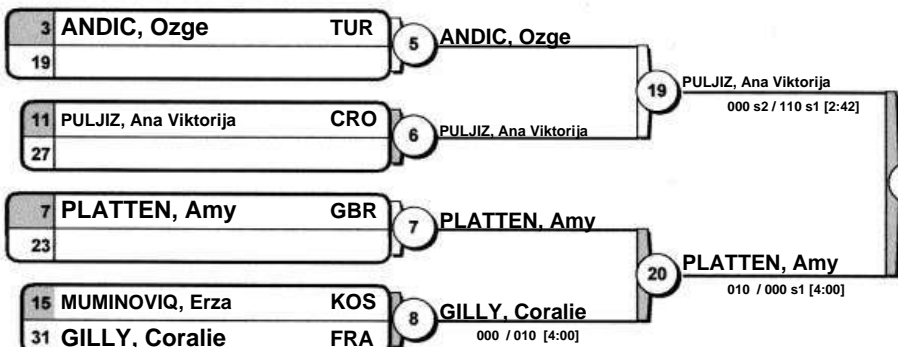 3 ANDIC, Ozge TUR
19
5 ANDIC, Ozge
11 PULJIZ, Ana Viktorija CRO
27
6 PULJIZ, Ana Viktorija
19 PULJIZ, Ana Viktorija
000 s2 / 110 s1 [2:42]
7 PLATTEN, Amy GBR
23
7 PLATTEN, Amy
15 MUMINOVIQ, Erza KOS
31 GILLY, Coralie FRA
8 GILLY, Coralie
000 / 010 [4:00]
20 PLATTEN, Amy
010 / 000 s1 [4:00]